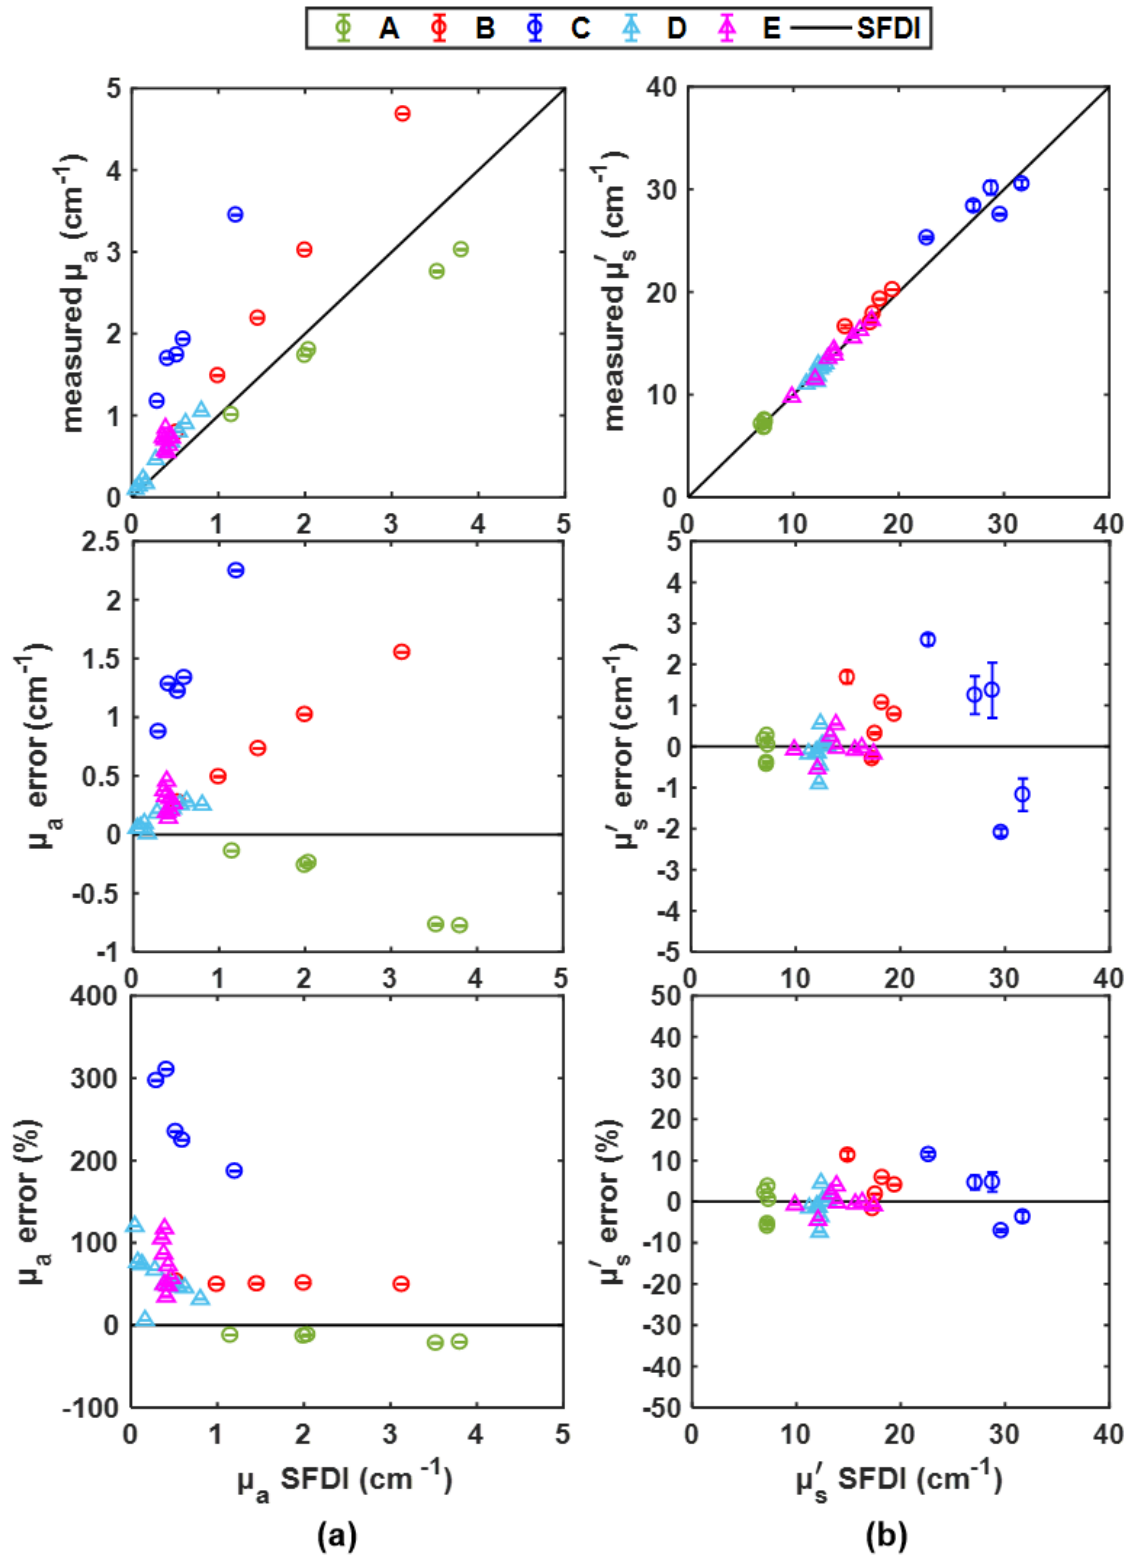 A B C D E SFDI
5
4
3
2
1
0
0 1 2 3 4 5
measured μa (cm-1)
40
30
20
10
0
0 10 20 30 40
measured μ′s (cm-1)
2.5
2
1.5
1
0.5
0
-0.5
-1
0 1 2 3 4 5
μa error (cm-1)
5
4
3
2
1
0
-1
-2
-3
-4
-5
0 10 20 30 40
μ′s error (cm-1)
400
300
200
100
0
-100
0 1 2 3 4 5
μa error (%)
μa SFDI (cm -1)
(a)
50
40
30
20
10
0
-10
-20
-30
-40
-50
0 10 20 30 40
μ′s error (%)
μ′s SFDI (cm -1)
(b)